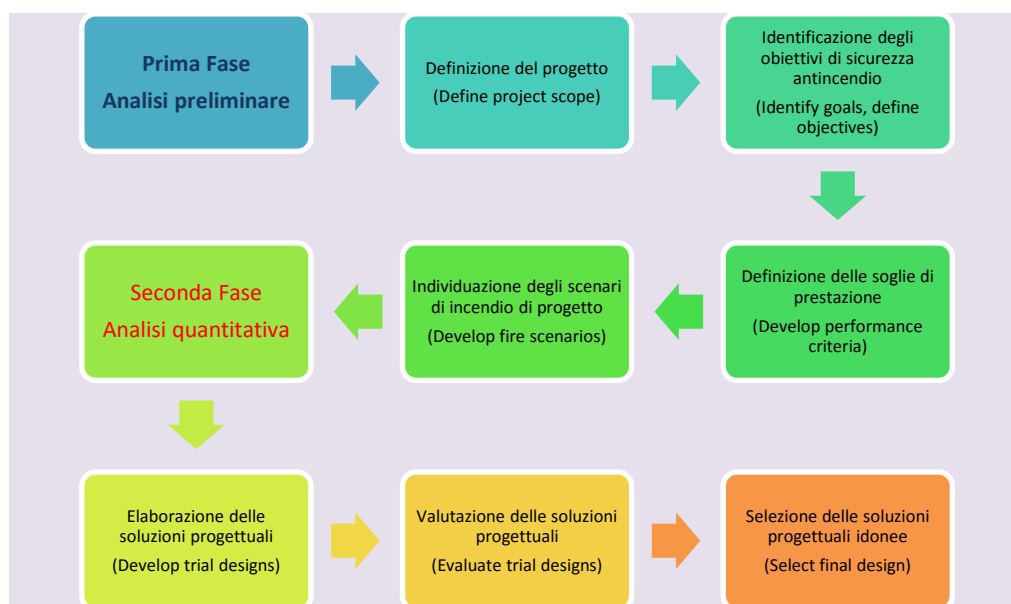 Prima Fase
Analisi preliminare
Definizione del progetto
(Define project scope)
Identificazione degli
obiettivi di sicurezza
antincendio
(Identify goals, define
objectives)
Definizione delle soglie di
prestazione
(Develop performance
criteria)
Individuazione degli scenari
di incendio di progetto
(Develop fire scenarios)
Seconda Fase
Analisi quantitativa
Elaborazione delle
soluzioni progettuali
(Develop trial designs)
Valutazione delle soluzioni
progettuali
(Evaluate trial designs)
Selezione delle soluzioni
progettuali idonee
(Select final design)